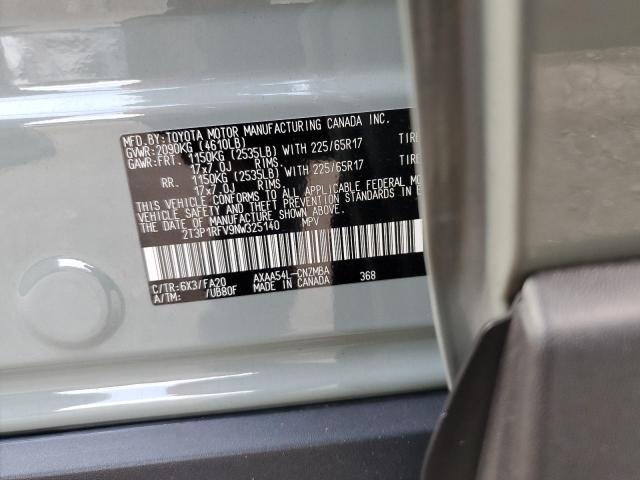 MFD.BY:TOYOTA MOTOR MANUFACTURING CANADA INC.
GVWR:2090KG (4610LB)
GAWR:FRT. 1150KG (2535LB) WITH 225/65R17 TIRE
17x7.0J RIMS.
RR. 1150KG (2535LB) WITH 225/65R17 TIRE
17x7.0J RIMS.
THIS VEHICLE CONFORMS TO ALL APPLICABLE FEDERAL
VEHICLE SAFETY STANDARDS IN
THE DATE OF MANUFACTURE SHOWN ABOVE.
2T3P1RFV9NW325140 MPV
C/TR:6X3/FA20 AXAA54L-CNZMBA 368
A/TM: /UB80F MADE IN CANADA